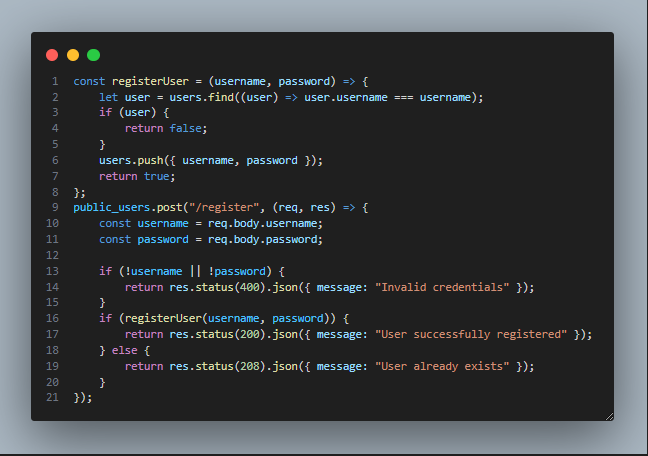 1 const registerUser = (username, password) => {
2     let user = users.find((user) => user.username === username);
3     if (user) {
4         return false;
5     }
6     users.push({ username, password });
7     return true;
8 };
9 public_users.post("/register", (req, res) => {
10     const username = req.body.username;
11     const password = req.body.password;
12
13     if (!username || !password) {
14         return res.status(400).json({ message: "Invalid credentials" });
15     }
16     if (registerUser(username, password)) {
17         return res.status(200).json({ message: "User successfully registered" });
18     } else {
19         return res.status(208).json({ message: "User already exists" });
20     }
21 });